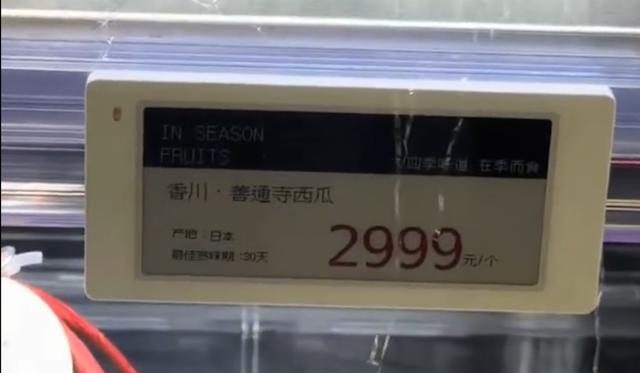 IN SEASON
FRUITS
四季味道 在季而食
香川·善通寺西瓜
产地:日本
最佳赏味期:30天
2999元/个